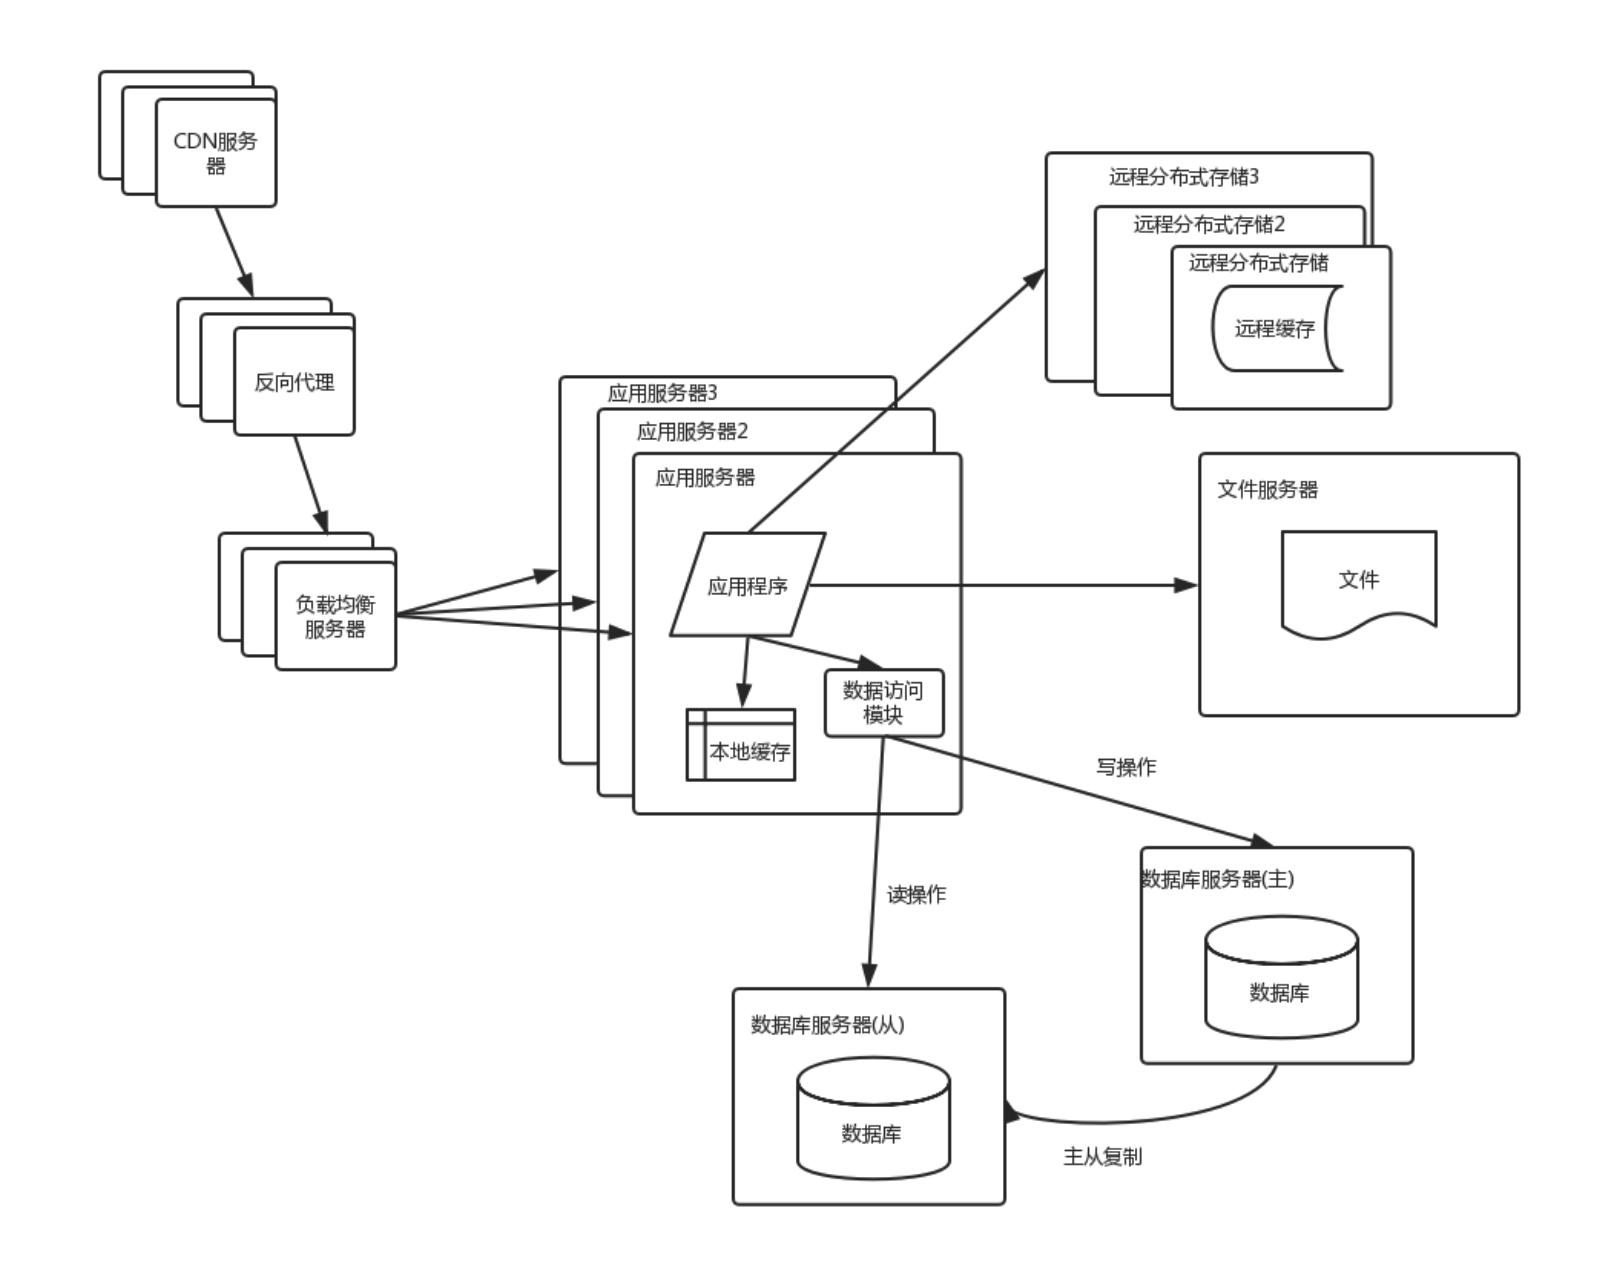 CDN服务
器
反向代理
负载均衡
服务器
应用服务器3
应用服务器2
应用服务器
应用程序
数据访问
模块
本地缓存
远程分布式存储3
远程分布式存储2
远程分布式存储
远程缓存
文件服务器
文件
写操作
读操作
数据库服务器(主)
数据库
数据库服务器(从)
数据库
主从复制